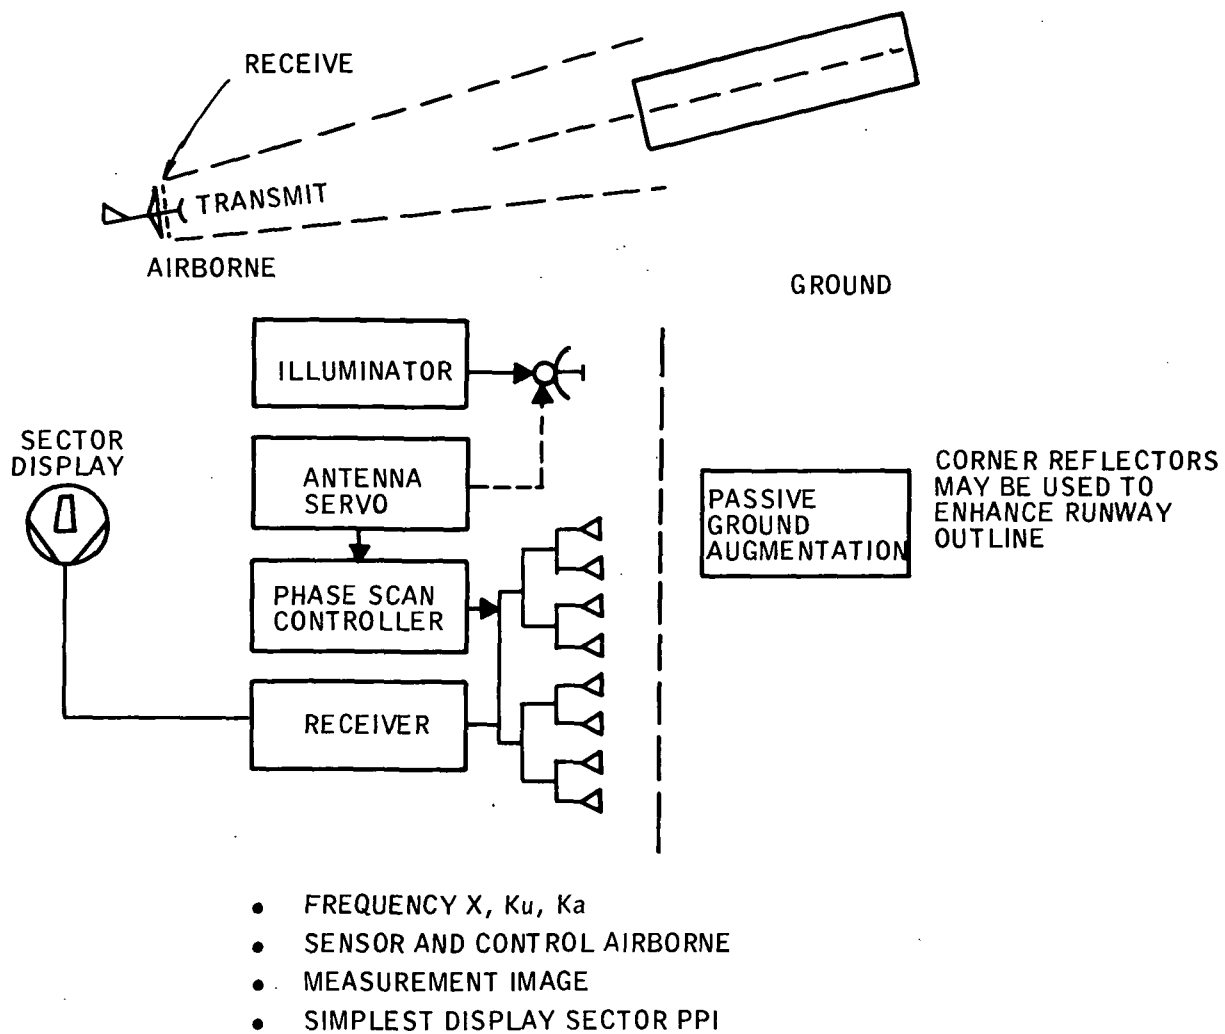 RECEIVE
TRANSMIT
AIRBORNE
GROUND
ILLUMINATOR
SECTOR
DISPLAY
ANTENNA
SERVO
PASSIVE
GROUND
AUGMENTATION
CORNER REFLECTORS
MAY BE USED TO
ENHANCE RUNWAY
OUTLINE
PHASE SCAN
CONTROLLER
RECEIVER
• FREQUENCY X, Ku, Ka
• SENSOR AND CONTROL AIRBORNE
• MEASUREMENT IMAGE
• SIMPLEST DISPLAY SECTOR PPI